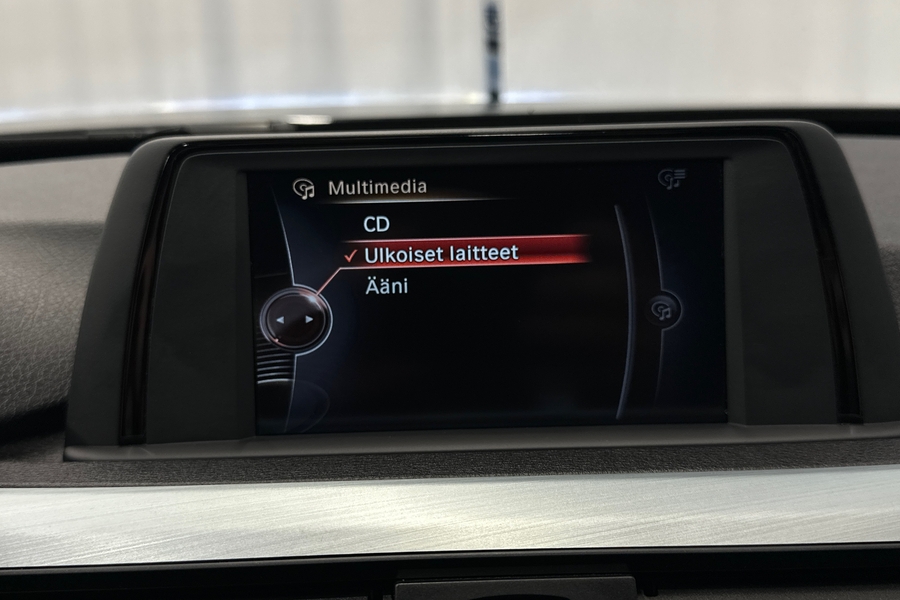 Multimedia
CD
Ulkoiset laitteet
Ääni